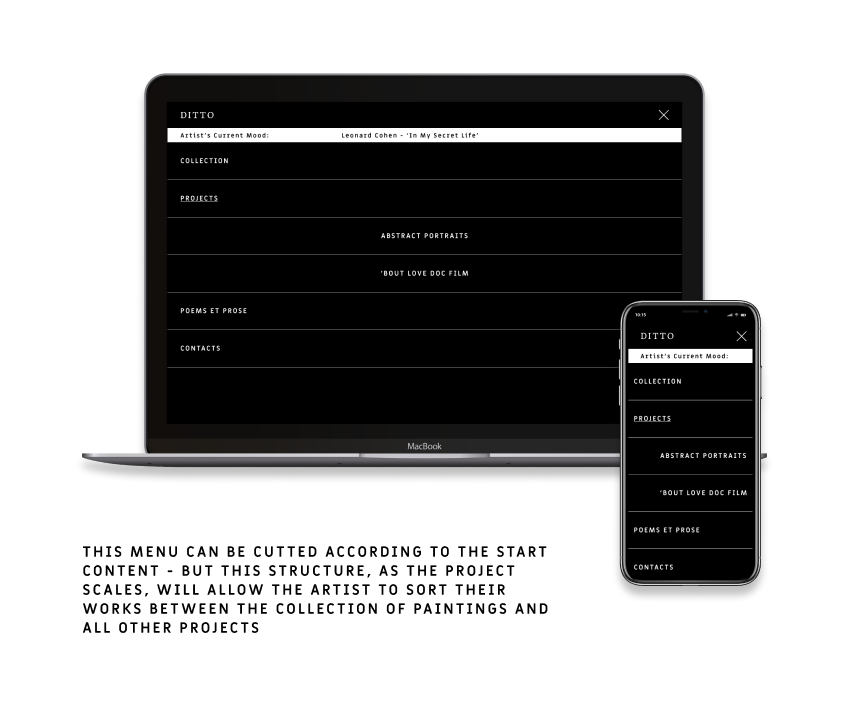 DITTO
Artist's Current Mood: Leonard Cohen - 'In My Secret Life'
COLLECTION
PROJECTS
ABSTRACT PORTRAITS
'BOUT LOVE DOC FILM
POEMS ET PROSE
CONTACTS
MacBook
10:15
DITTO
Artist's Current Mood:
COLLECTION
PROJECTS
ABSTRACT PORTRAITS
'BOUT LOVE DOC FILM
POEMS ET PROSE
CONTACTS
THIS MENU CAN BE CUTTED ACCORDING TO THE START
CONTENT - BUT THIS STRUCTURE, AS THE PROJECT
SCALES, WILL ALLOW THE ARTIST TO SORT THEIR
WORKS BETWEEN THE COLLECTION OF PAINTINGS AND
ALL OTHER PROJECTS